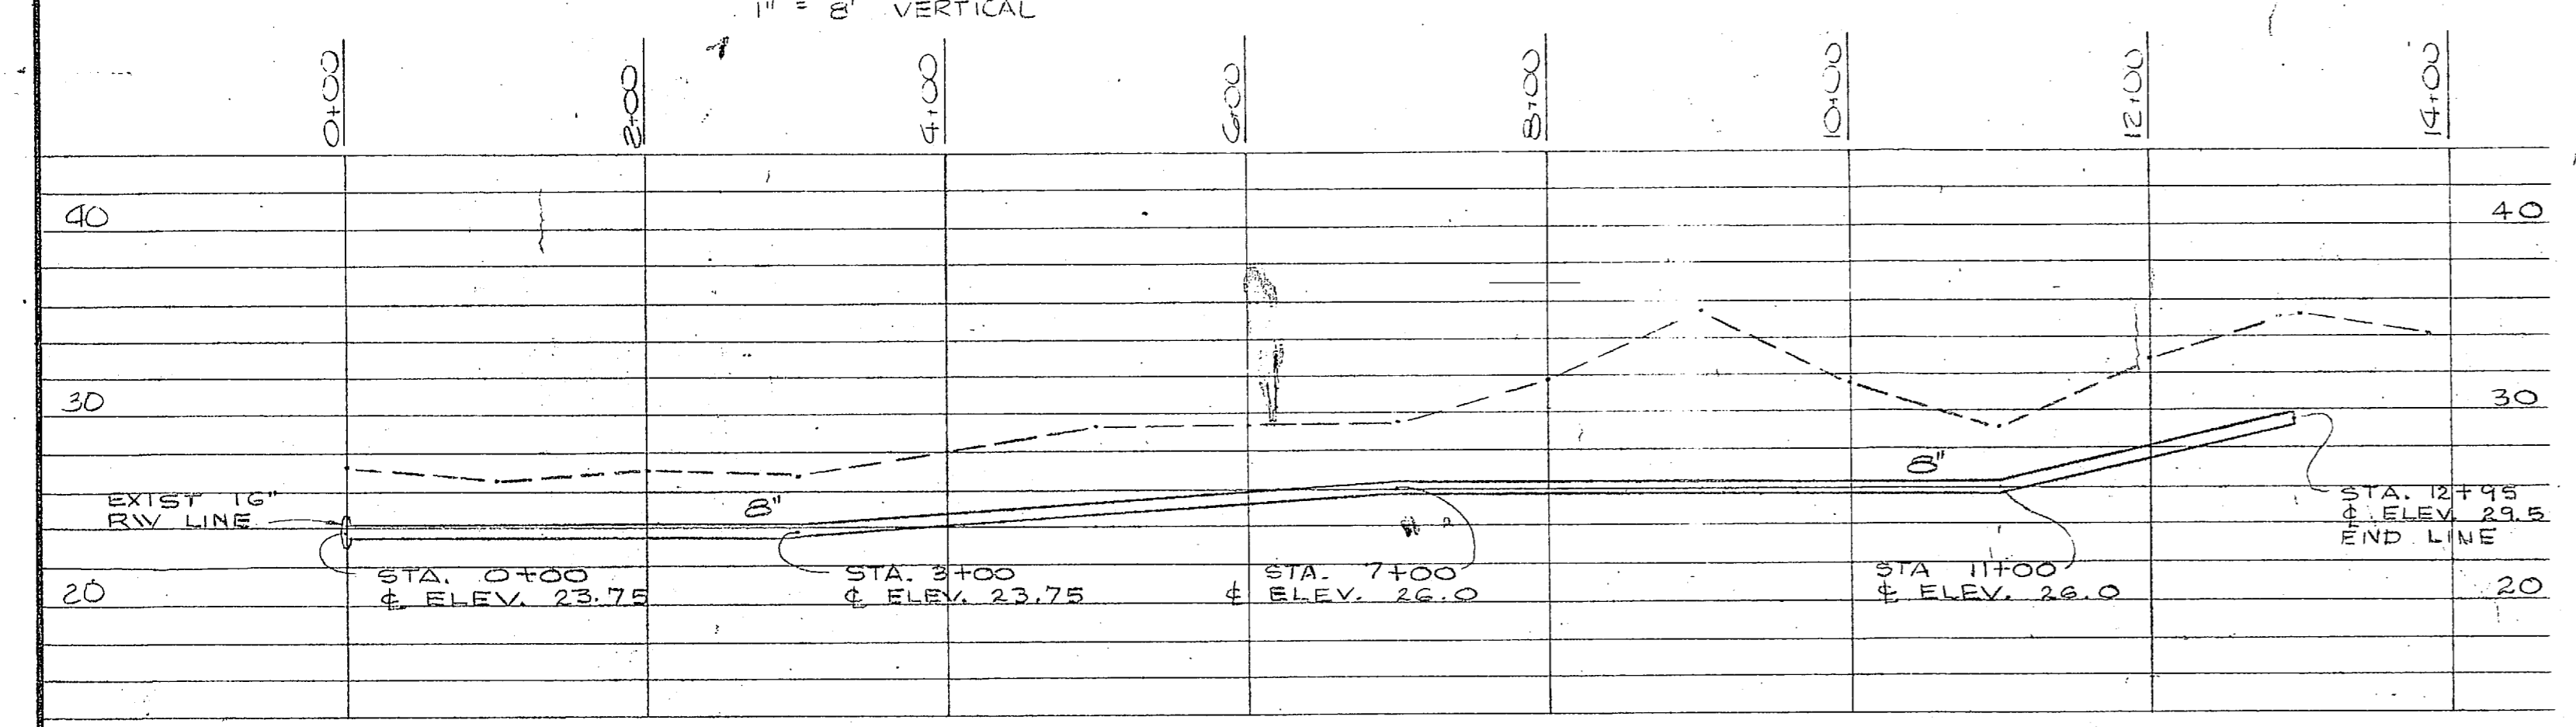 1" = 8' VERTICAL
0+00
2+00
4+00
6+00
8+00
10+00
12+00
14+00
40
40
30
30
8"
8"
EXIST 16"
RW LINE
STA. 12+95
℄ ELEV. 29.5
END LINE
STA. 0+00
℄ ELEV. 23.75
STA. 3+00
℄ ELEV. 23.75
STA. 7+00
℄ ELEV. 26.0
STA 11+00
℄ ELEV. 26.0
20
20